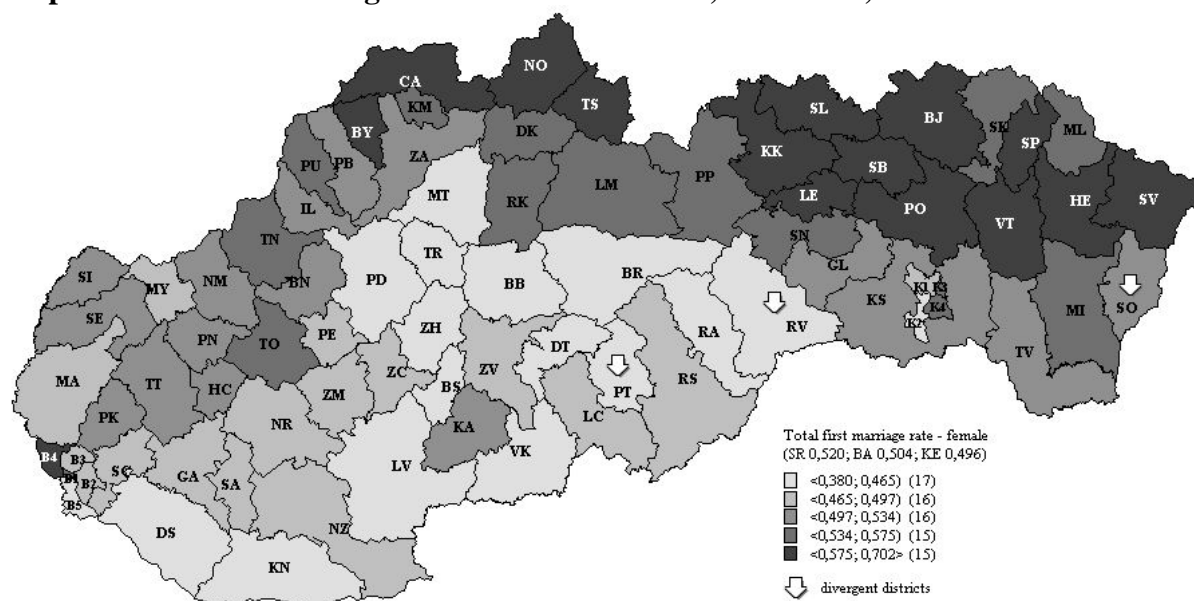 NO
CA
TS
KM
SL
BJ
SK
ML
BY
DK
SP
PU
PB
ZA
KK
SB
MT
LM
PP
IL
RK
LE
PO
VT
HE
SV
TN
SN
TR
GL
SI
NM
BN
PD
BB
BR
MY
KS
K1
K3
K4
K2
SO
SE
PN
TO
PE
ZH
DT
RA
RV
MI
TV
MA
TT
HC
ZM
ZC
BS
ZV
PT
RS
PK
NR
KA
LC
VK
B4
B3
SC
B1
B2
GA
SA
LV
B5
DS
NZ
KN
Total first marriage rate - female
(SR 0,520; BA 0,504; KE 0,496)
<0,380; 0,465) (17)
<0,465; 0,497) (16)
<0,497; 0,534) (16)
<0,534; 0,575) (15)
<0,575; 0,702> (15)
divergent districts